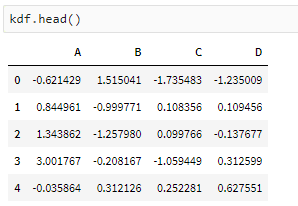 kdf.head()
A B C D
0 -0.621429 1.515041 -1.735483 -1.235009
1 0.844961 -0.999771 0.108356 0.109456
2 1.343862 -1.257980 0.099766 -0.137677
3 3.001767 -0.208167 -1.059449 0.312599
4 -0.035864 0.312126 0.252281 0.627551